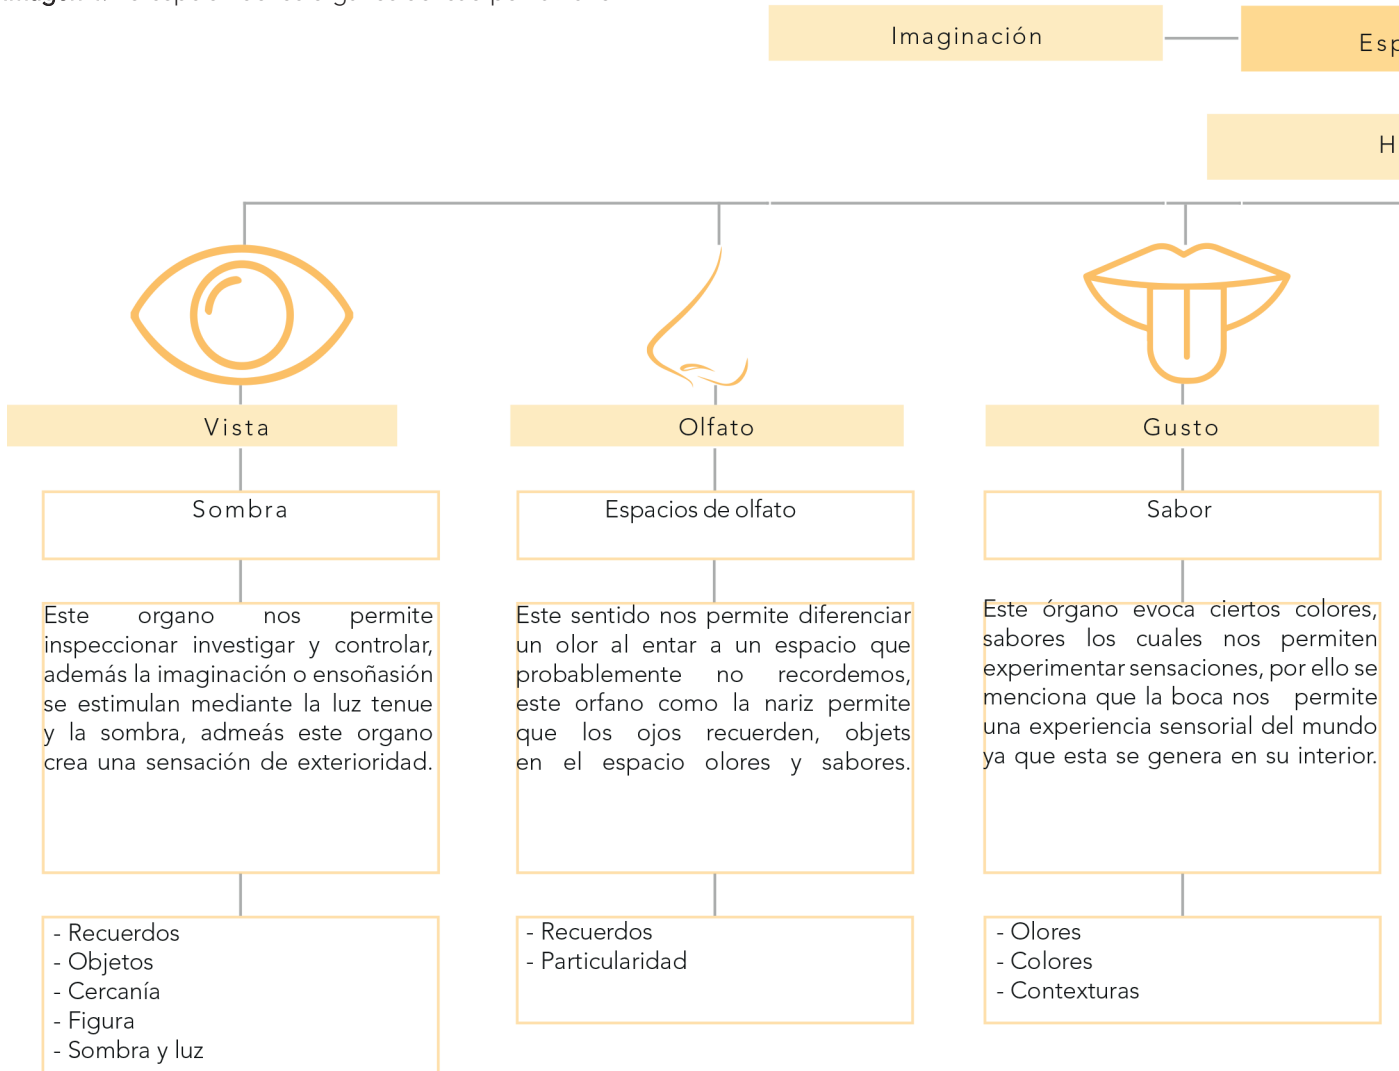 Imaginación
Vista
Olfato
Gusto
Sombra
Espacios de olfato
Sabor
Este organo nos permite
inspeccionar investigar y controlar,
además la imaginación o ensoñasión
se estimulan mediante la luz tenue
y la sombra, admeás este organo
crea una sensación de exterioridad.
Este sentido nos permite diferenciar
un olor al entar a un espacio que
probablemente no recordemos,
este orfano como la nariz permite
que los ojos recuerden, objets
en el espacio olores y sabores.
Este órgano evoca ciertos colores,
sabores los cuales nos permiten
experimentar sensaciones, por ello se
menciona que la boca nos permite
una experiencia sensorial del mundo
ya que esta se genera en su interior.
- Recuerdos
- Objetos
- Cercanía
- Figura
- Sombra y luz
- Recuerdos
- Particularidad
- Olores
- Colores
- Contexturas